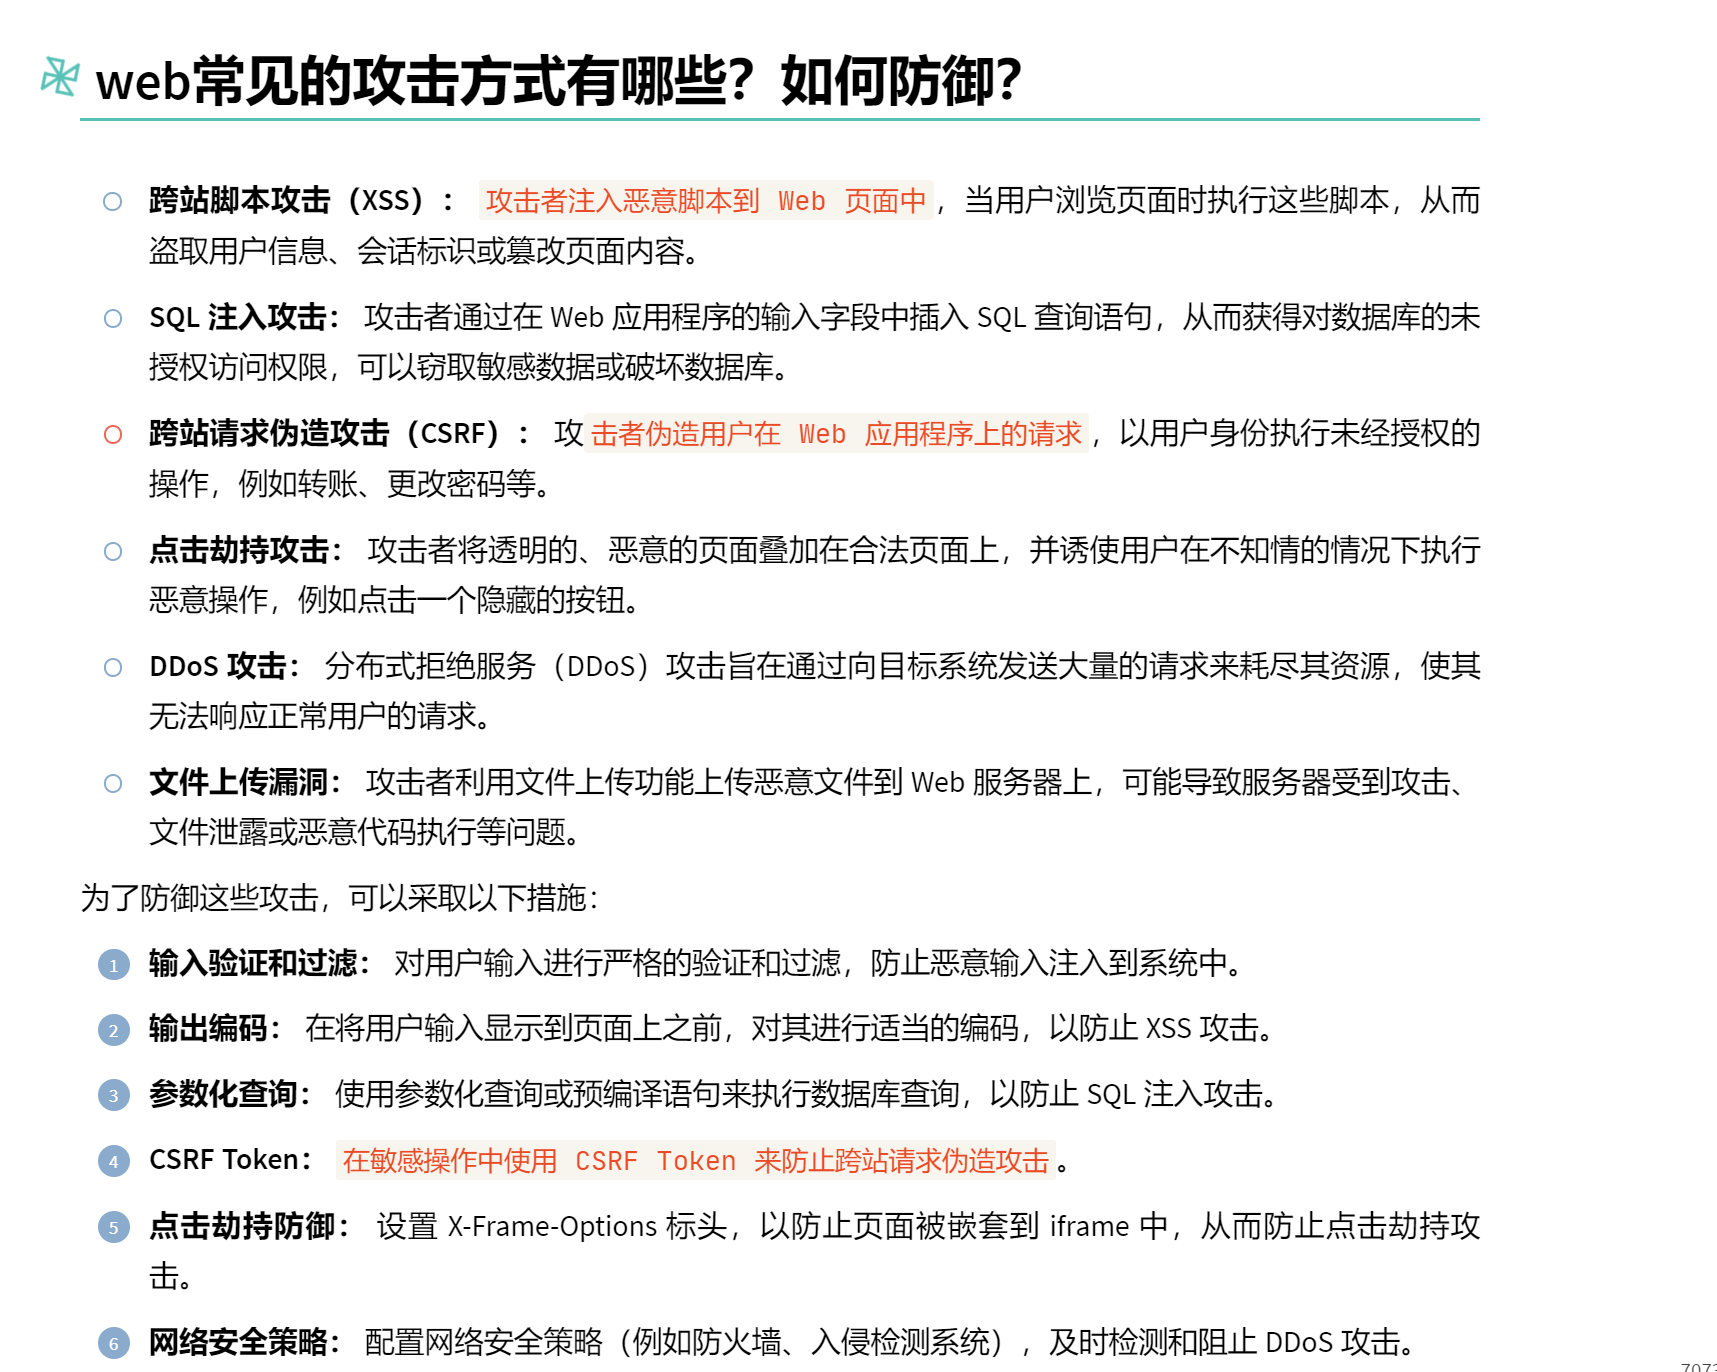 web常见的攻击方式有哪些？如何防御？
跨站脚本攻击（XSS）： 攻击者注入恶意脚本到 Web 页面中，当用户浏览页面时执行这些脚本，从而
盗取用户信息、会话标识或篡改页面内容。
SQL 注入攻击： 攻击者通过在 Web 应用程序的输入字段中插入 SQL 查询语句，从而获得对数据库的未
授权访问权限，可以窃取敏感数据或破坏数据库。
跨站请求伪造攻击（CSRF）： 攻击者伪造用户在 Web 应用程序上的请求，以用户身份执行未经授权的
操作，例如转账、更改密码等。
点击劫持攻击： 攻击者将透明的、恶意的页面叠加在合法页面上，并诱使用户在不知情的情况下执行
恶意操作，例如点击一个隐藏的按钮。
DDoS 攻击： 分布式拒绝服务（DDoS）攻击旨在通过向目标系统发送大量的请求来耗尽其资源，使其
无法响应正常用户的请求。
文件上传漏洞： 攻击者利用文件上传功能上传恶意文件到 Web 服务器上，可能导致服务器受到攻击、
文件泄露或恶意代码执行等问题。
为了防御这些攻击，可以采取以下措施：
1 输入验证和过滤： 对用户输入进行严格的验证和过滤，防止恶意输入注入到系统中。
2 输出编码： 在将用户输入显示到页面上之前，对其进行适当的编码，以防止 XSS 攻击。
3 参数化查询： 使用参数化查询或预编译语句来执行数据库查询，以防止 SQL 注入攻击。
4 CSRF Token： 在敏感操作中使用 CSRF Token 来防止跨站请求伪造攻击。
5 点击劫持防御： 设置 X-Frame-Options 标头，以防止页面被嵌套到 iframe 中，从而防止点击劫持攻
击。
6 网络安全策略： 配置网络安全策略（例如防火墙、入侵检测系统），及时检测和阻止 DDoS 攻击。